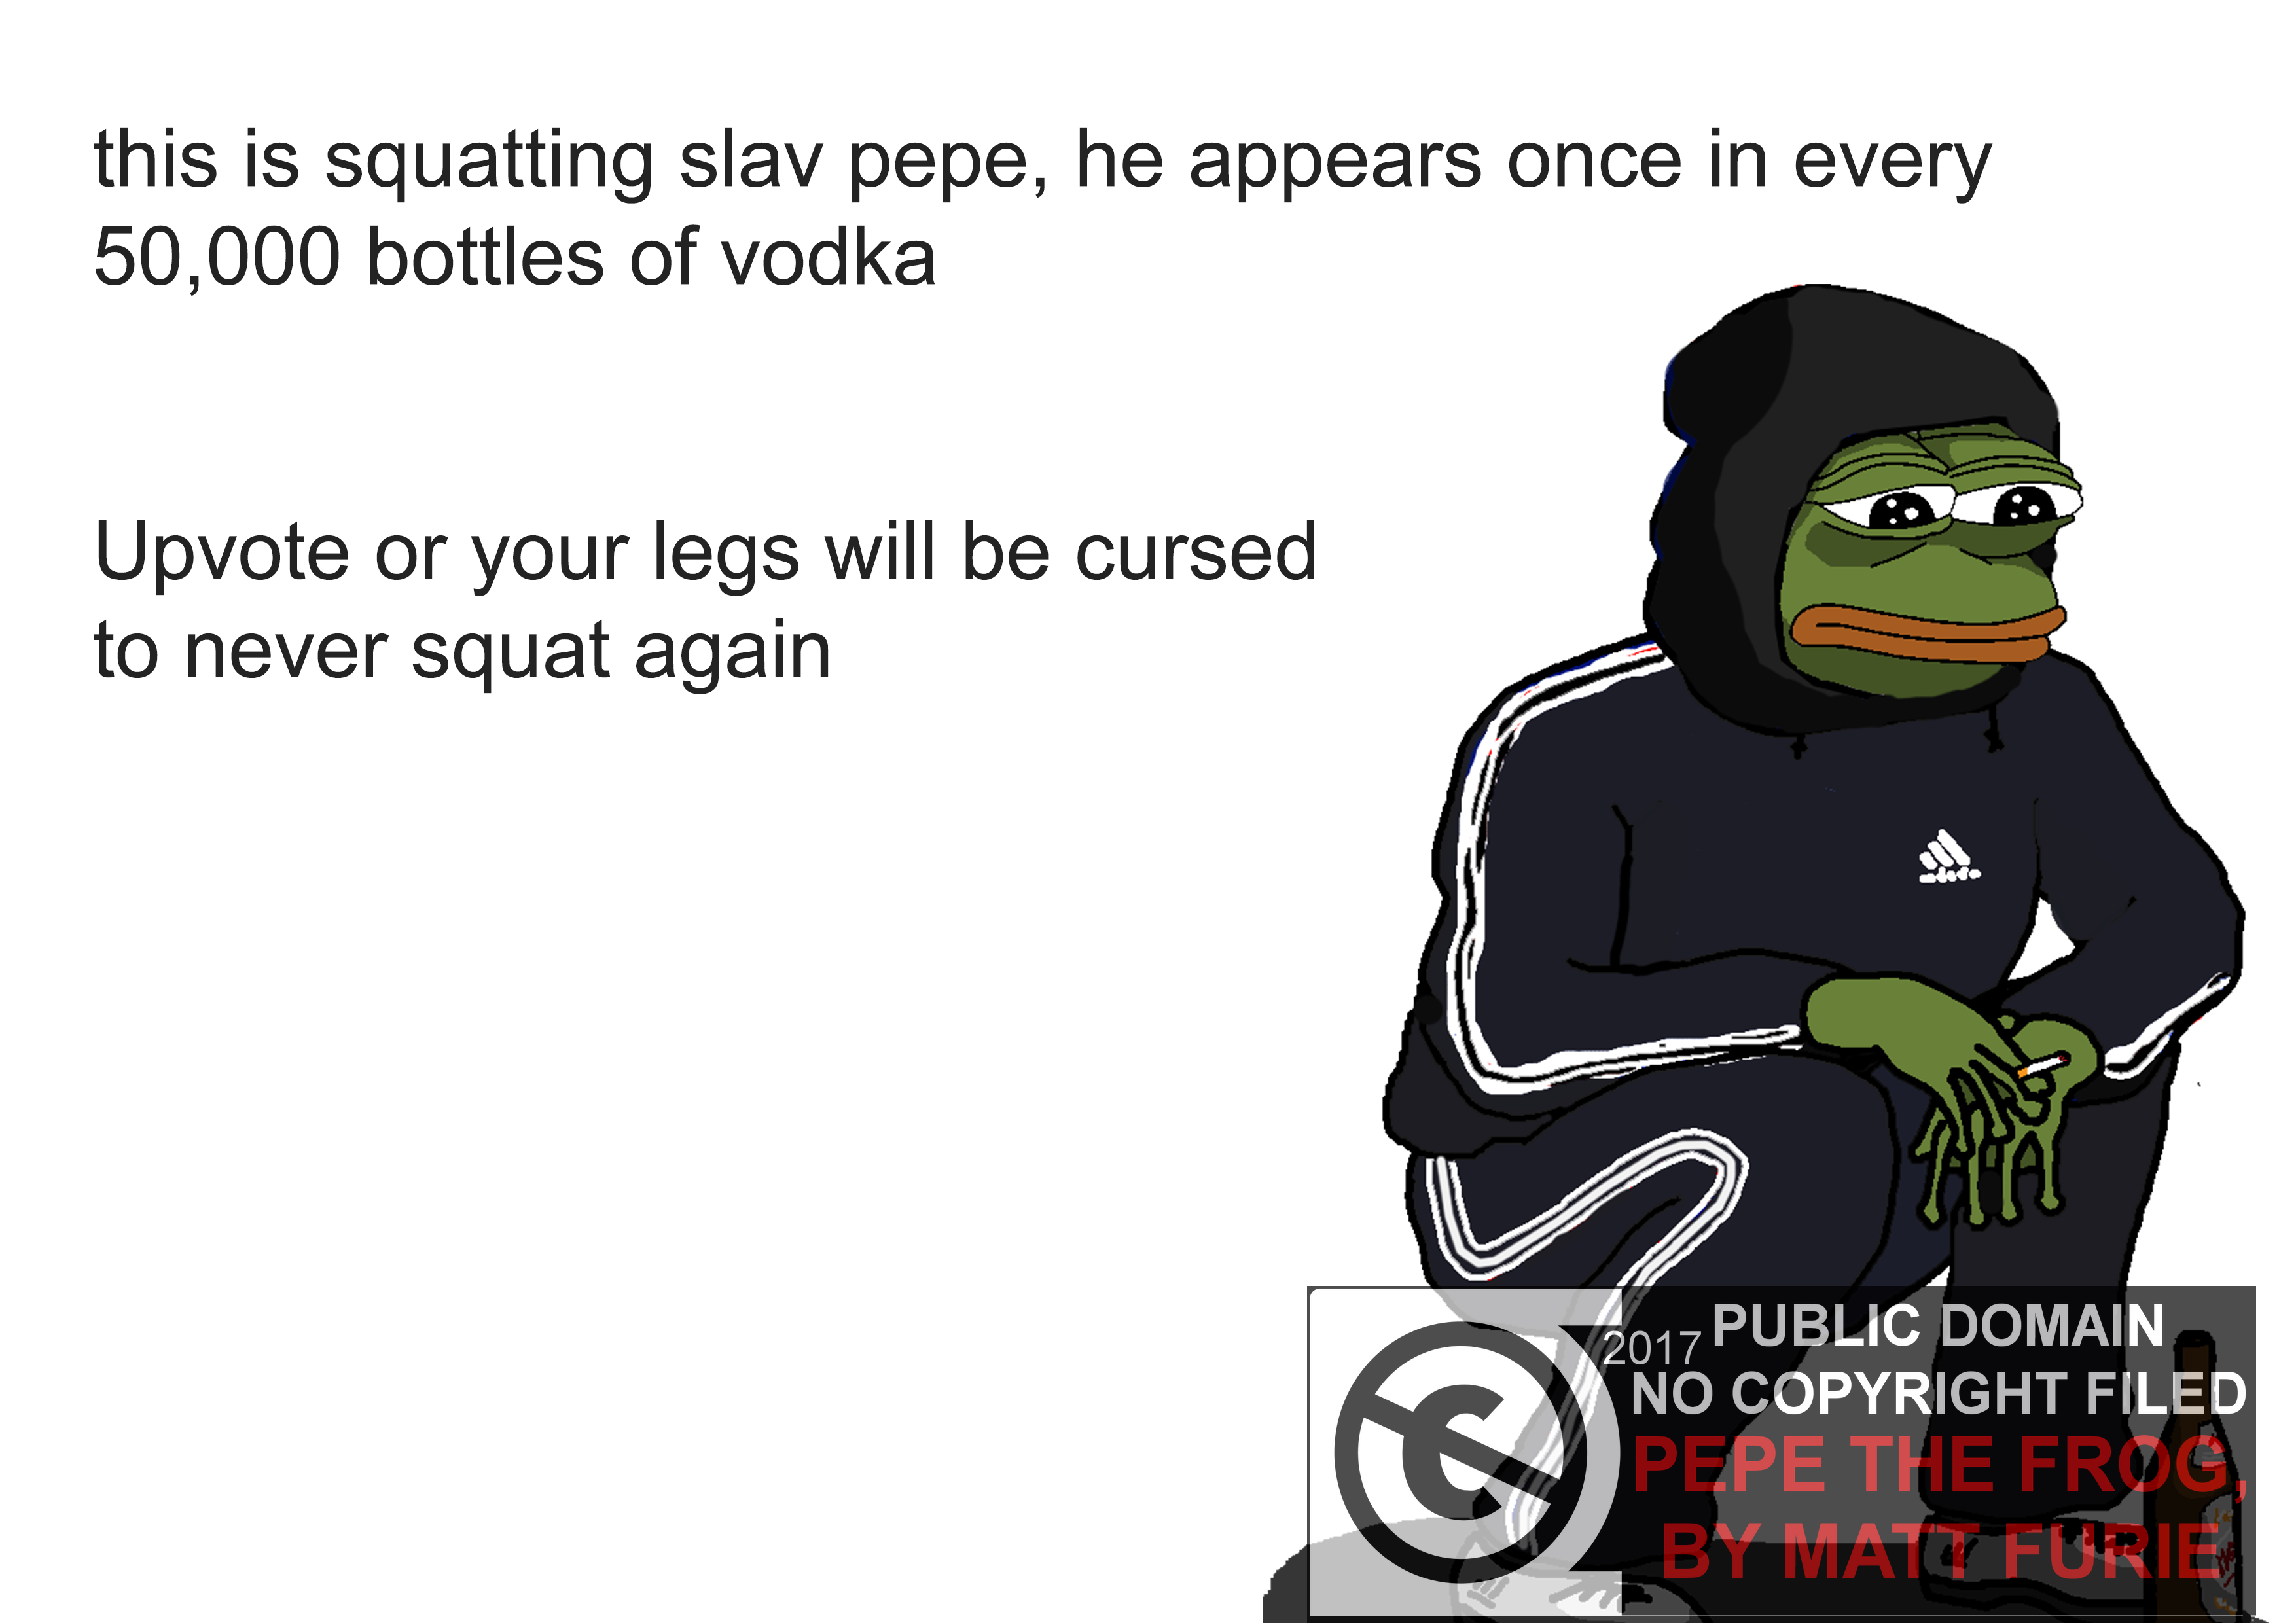 this is squatting slav pepe, he appears once in every
50,000 bottles of vodka
Upvote or your legs will be cursed
to never squat again
2017 PUBLIC DOMAIN
NO COPYRIGHT FILED
PEPE THE FROG,
BY MATT FURIE